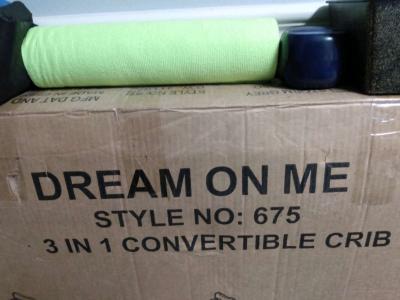 DREAM ON ME
STYLE NO: 675
3 IN 1 CONVERTIBLE CRIB